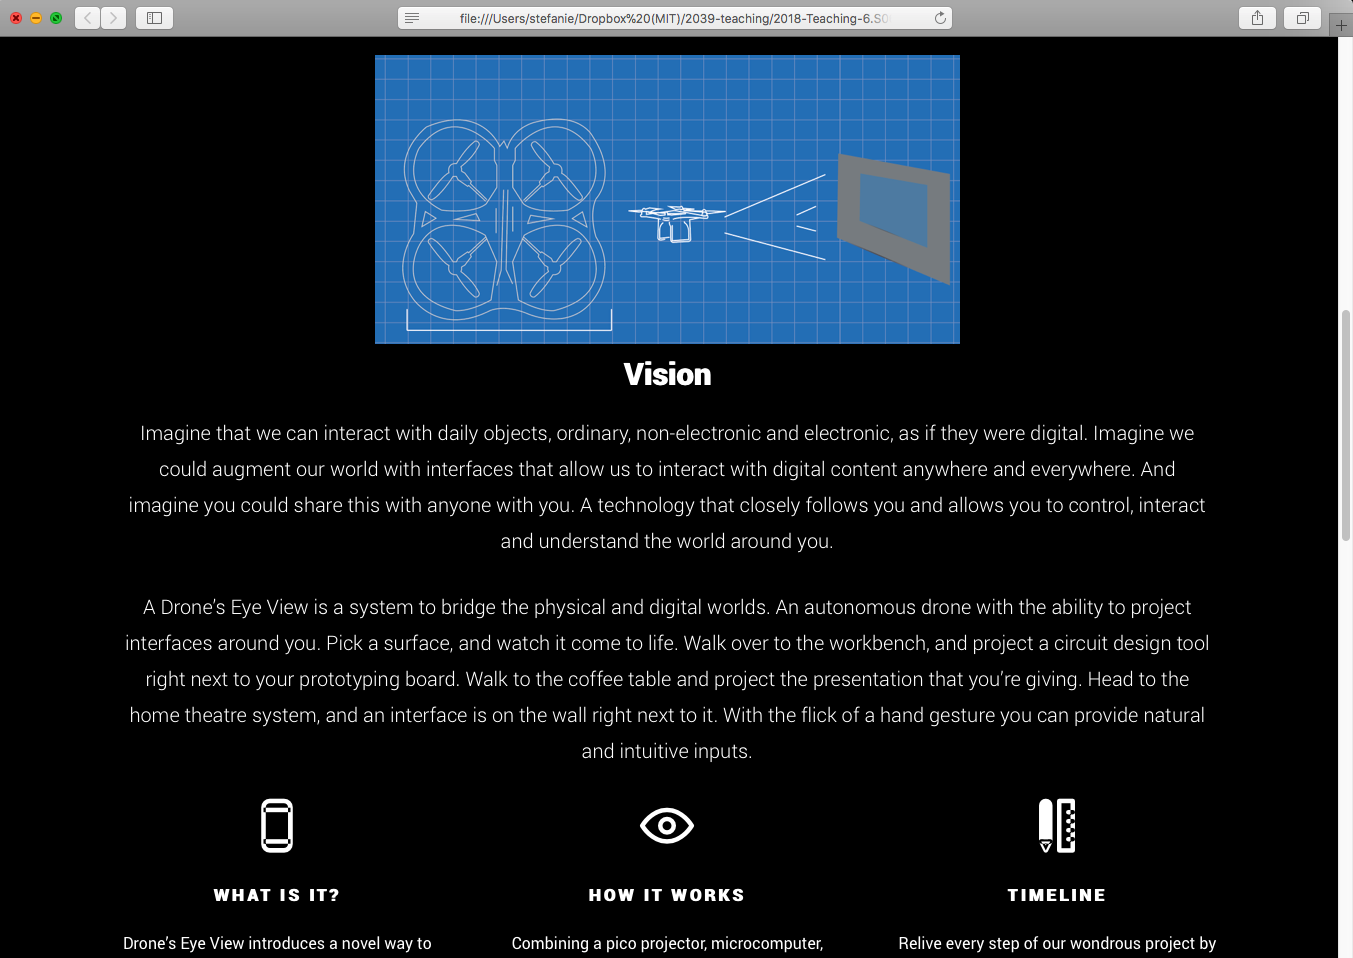 file:///Users/stefanie/Dropbox%20(MIT)/2039-teaching/2018-Teaching-6.S0
Vision
Imagine that we can interact with daily objects, ordinary, non-electronic and electronic, as if they were digital. Imagine we
could augment our world with interfaces that allow us to interact with digital content anywhere and everywhere. And
imagine you could share this with anyone with you. A technology that closely follows you and allows you to control, interact
and understand the world around you.
A Drone's Eye View is a system to bridge the physical and digital worlds. An autonomous drone with the ability to project
interfaces around you. Pick a surface, and watch it come to life. Walk over to the workbench, and project a circuit design tool
right next to your prototyping board. Walk to the coffee table and project the presentation that you're giving. Head to the
home theatre system, and an interface is on the wall right next to it. With the flick of a hand gesture you can provide natural
and intuitive inputs.
WHAT IS IT?
Drone's Eye View introduces a novel way to
HOW IT WORKS
Combining a pico projector, microcomputer,
TIMELINE
Relive every step of our wondrous project by